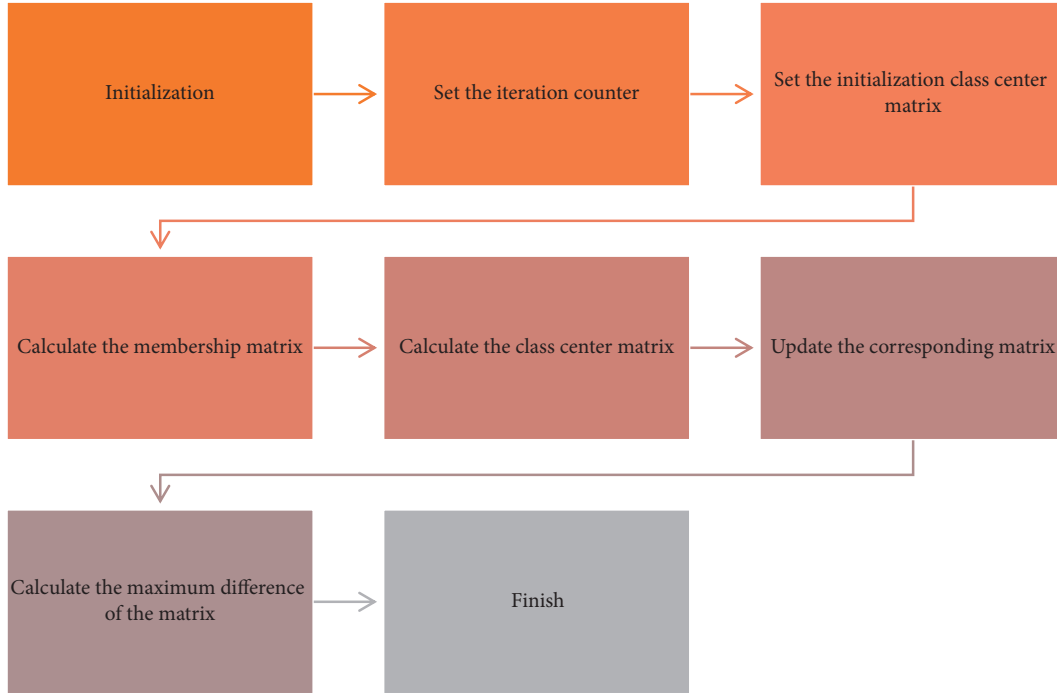 Initialization
Set the iteration counter
Set the initialization class center
matrix
Calculate the membership matrix
Calculate the class center matrix
Update the corresponding matrix
Calculate the maximum difference
of the matrix
Finish